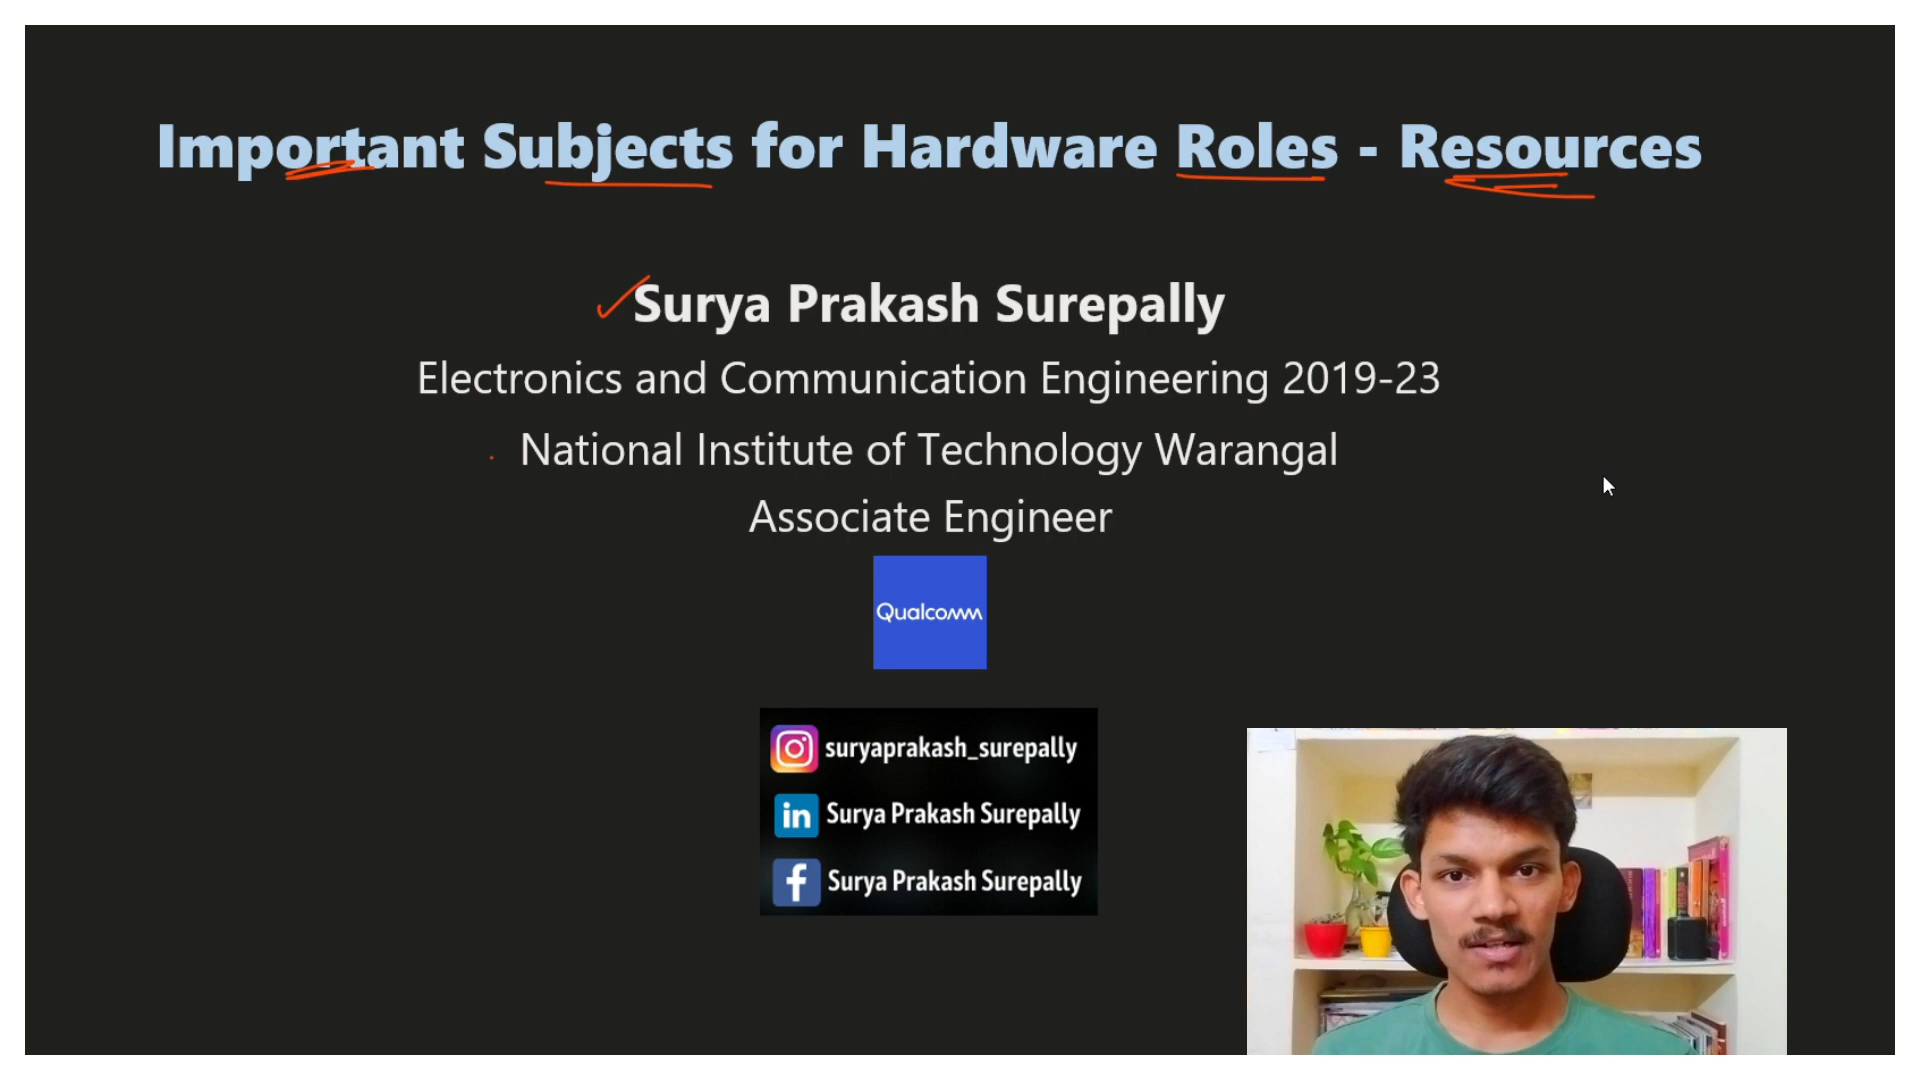 Important Subjects for Hardware Roles - Resources
Surya Prakash Surepally
Electronics and Communication Engineering 2019-23
National Institute of Technology Warangal
Associate Engineer
Qualcomm
suryaprakash_surepally
in Surya Prakash Surepally
f Surya Prakash Surepally